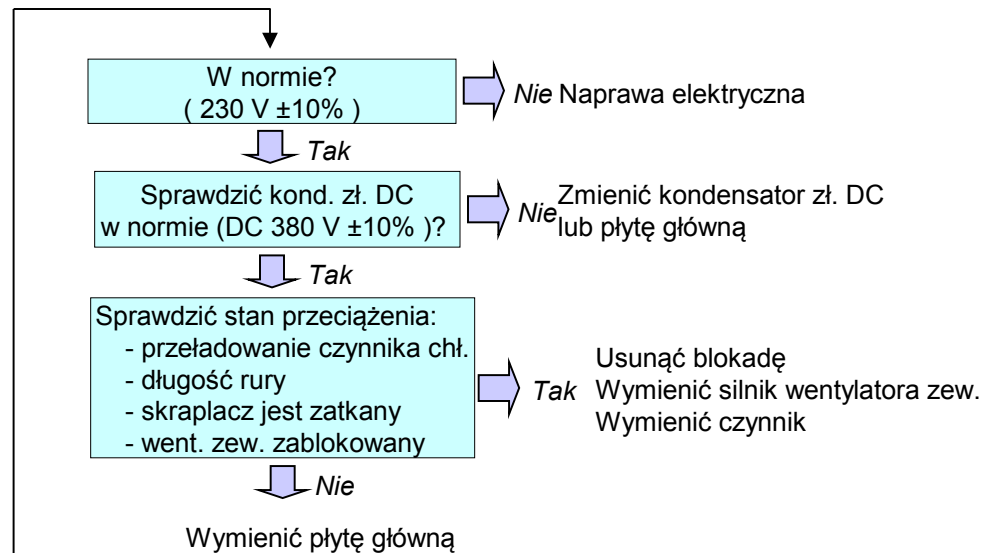 W normie?
( 230 V ±10% )
Nie Naprawa elektryczna
Tak
Sprawdzić kond. zł. DC
w normie (DC 380 V ±10% )?
Nie
Zmienić kondensator zł. DC
lub płytę główną
Tak
Sprawdzić stan przeciążenia:
- przeładowanie czynnika chł.
- długość rury
- skraplacz jest zatkany
- went. zew. zablokowany
Tak
Usunąć blokadę
Wymienić silnik wentylatora zew.
Wymienić czynnik
Nie
Wymienić płytę główną